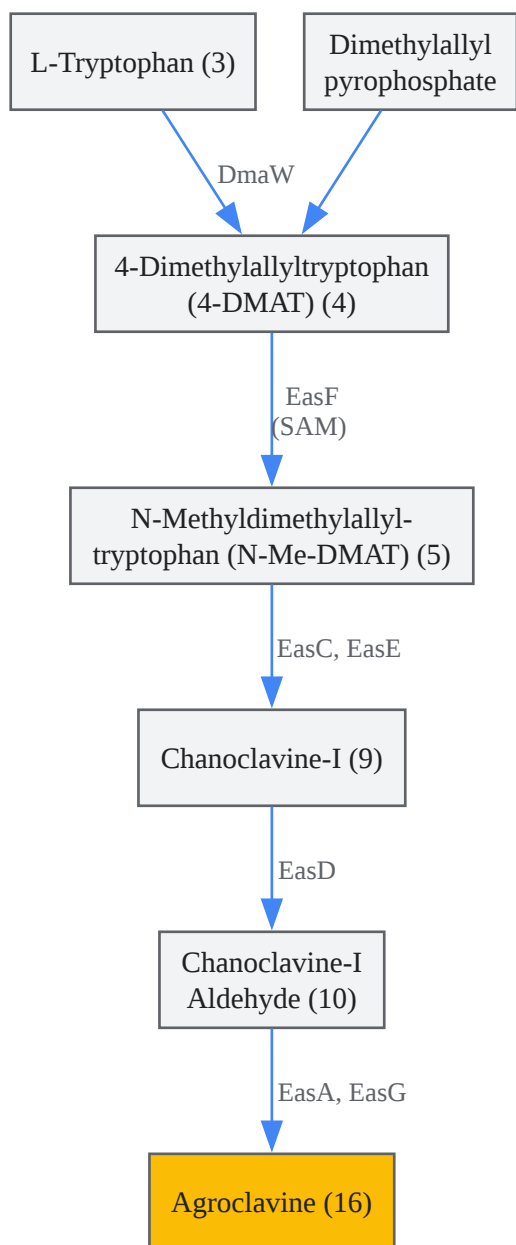 L-Tryptophan (3)
Dimethylallyl
pyrophosphate
DmaW
4-Dimethylallyltryptophan
(4-DMAT) (4)
EasF
(SAM)
N-Methyldimethylallyl-
tryptophan (N-Me-DMAT) (5)
EasC, EasE
Chanoclavine-I (9)
EasD
Chanoclavine-I
Aldehyde (10)
EasA, EasG
Agroclavine (16)